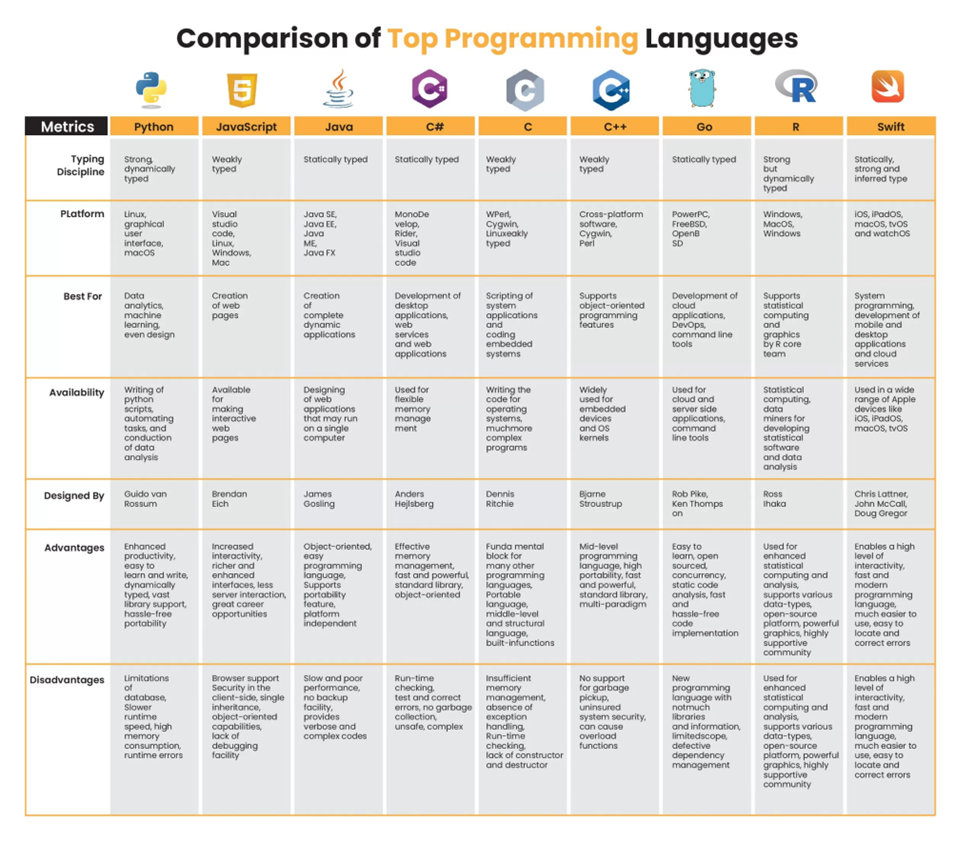 Comparison of Top Programming Languages
5
C#
C
C++
R
Metrics
Python
JavaScript
Java
C#
C
C++
Go
R
Swift
Typing
Discipline
Strong,
dynamically
typed
Weakly
typed
Statically typed
Statically typed
Weakly
typed
Weakly
typed
Statically typed
Strong
but
dynamically
typed
Statically,
strong and
inferred type
PLatform
Linux,
graphical
user
interface,
macOS
Visual
studio
code,
Linux,
Windows,
Mac
Java SE,
Java EE,
Java
ME,
Java FX
MonoDe
velop,
Rider,
Visual
studio
code
WPerl,
Cygwin,
Linuxeakly
typed
Cross-platform
software,
Cygwin,
Perl
PowerPC,
FreeBSD,
OpenB
SD
Windows,
MacOS,
Windows
iOS, iPadOS,
macOS, tvOS
and watchOS
Best For
Data
analytics,
machine
learning,
even design
Creation
of web
pages
Creation
of
complete
dynamic
applications
Development of
desktop
applications,
web
services
and web
applications
Scripting of
system
applications
and
coding
embedded
systems
Supports
object-oriented
programming
features
Development of
cloud
applications,
DevOps,
command line
tools
Supports
statistical
computing
and
graphics
by R core
team
System
programming,
development of
mobile and
desktop
applications
and cloud
services
Availability
Writing of
python
scripts,
automating
tasks, and
conduction
of data
analysis
Available
for
making
interactive
web
pages
Designing
of web
applications
that may run
on a single
computer
Used for
flexible
memory
manage
ment
Writing the
code for
operating
systems,
muchmore
complex
programs
Widely
used for
embedded
devices
and OS
kernels
Used for
cloud and
server side
applications,
command
line tools
Statistical
computing,
data
miners for
developing
statistical
software
and data
analysis
Used in a wide
range of Apple
devices like
iOS, iPadOS,
macOS, tvOS
Designed By
Guido van
Rossum
Brendan
Eich
James
Gosling
Anders
Hejlsberg
Dennis
Ritchie
Bjarne
Stroustrup
Rob Pike,
Ken Thomps
on
Ross
Ihaka
Chris Lattner,
John McCall,
Doug Gregor
Advantages
Enhanced
productivity,
easy to
learn and write,
dynamically
typed, vast
library support,
hassle-free
portability
Increased
interactivity,
richer and
enhanced
interfaces, less
server interaction,
great career
opportunities
Object-oriented,
easy
programming
language,
Supports
portability
feature,
platform
independent
Effective
memory
management,
fast and powerful,
standard library,
object-oriented
Funda mental
block for
many other
programming
languages,
Portable
language,
middle-level
and structural
language,
built-infunctions
Mid-level
programming
language, high
portability, fast
and powerful,
standard library,
multi-paradigm
Easy to
learn, open
sourced,
concurrency,
static code
analysis, fast
and
hassle-free
code
implementation
Used for
enhanced
statistical
computing and
analysis,
supports various
data-types,
open-source
platform, powerful
graphics, highly
supportive
community
Enables a high
level of
interactivity,
fast and
modern
programming
language,
much easier to
use, easy to
locate and
correct errors
Disadvantages
Limitations
of
database,
Slower
runtime
speed, high
memory
consumption,
runtime errors
Browser support
Security in the
client-side, single
inheritance,
object-oriented
capabilities,
lack of
debugging
facility
Slow and poor
performance,
no backup
facility,
provides
verbose and
complex codes
Run-time
checking,
test and correct
errors, no garbage
collection,
unsafe, complex
Insufficient
memory
management,
absence of
exception
handling,
Run-time
checking,
lack of constructor
and destructor
No support
for garbage
pickup,
uninsured
system security,
can cause
overload
functions
New
programming
language with
notmuch
libraries
and information,
limitedscope,
defective
dependency
management
Used for
enhanced
statistical
computing and
analysis,
supports various
data-types,
open-source
platform, powerful
graphics, highly
supportive
community
Enables a high
level of
interactivity,
fast and
modern
programming
language,
much easier to
use, easy to
locate and
correct errors